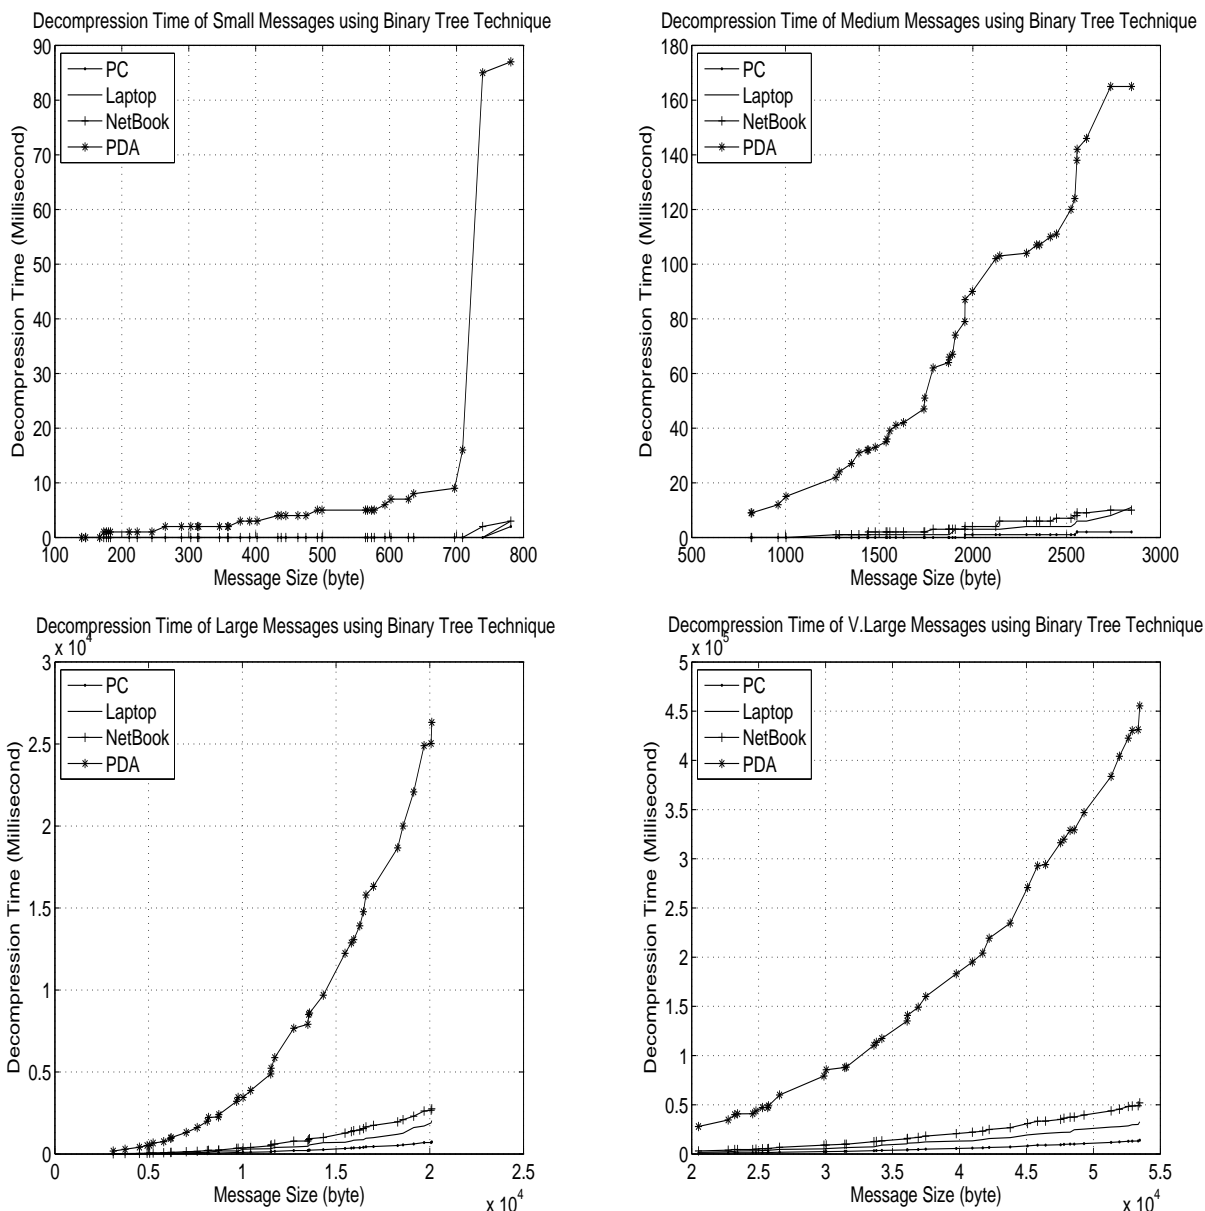 Decompression Time of Small Messages using Binary Tree Technique
90
80
70
60
50
40
30
20
10
0
Decompression Time (Millisecond)
PC
Laptop
NetBook
PDA
100 200 300 400 500 600 700 800
Message Size (byte)
Decompression Time of Medium Messages using Binary Tree Technique
180
160
140
120
100
80
60
40
20
0
Decompression Time (Millisecond)
PC
Laptop
NetBook
PDA
500 1000 1500 2000 2500 3000
Message Size (byte)
Decompression Time of Large Messages using Binary Tree Technique
x 10^4
3
2.5
2
1.5
1
0.5
0
Decompression Time (Millisecond)
PC
Laptop
NetBook
PDA
0 0.5 1 1.5 2 2.5
Message Size (byte)
x 10^4
Decompression Time of V.Large Messages using Binary Tree Technique
x 10^5
5
4.5
4
3.5
3
2.5
2
1.5
1
0.5
0
Decompression Time (Millisecond)
PC
Laptop
NetBook
PDA
2 2.5 3 3.5 4 4.5 5 5.5
Message Size (byte)
x 10^4